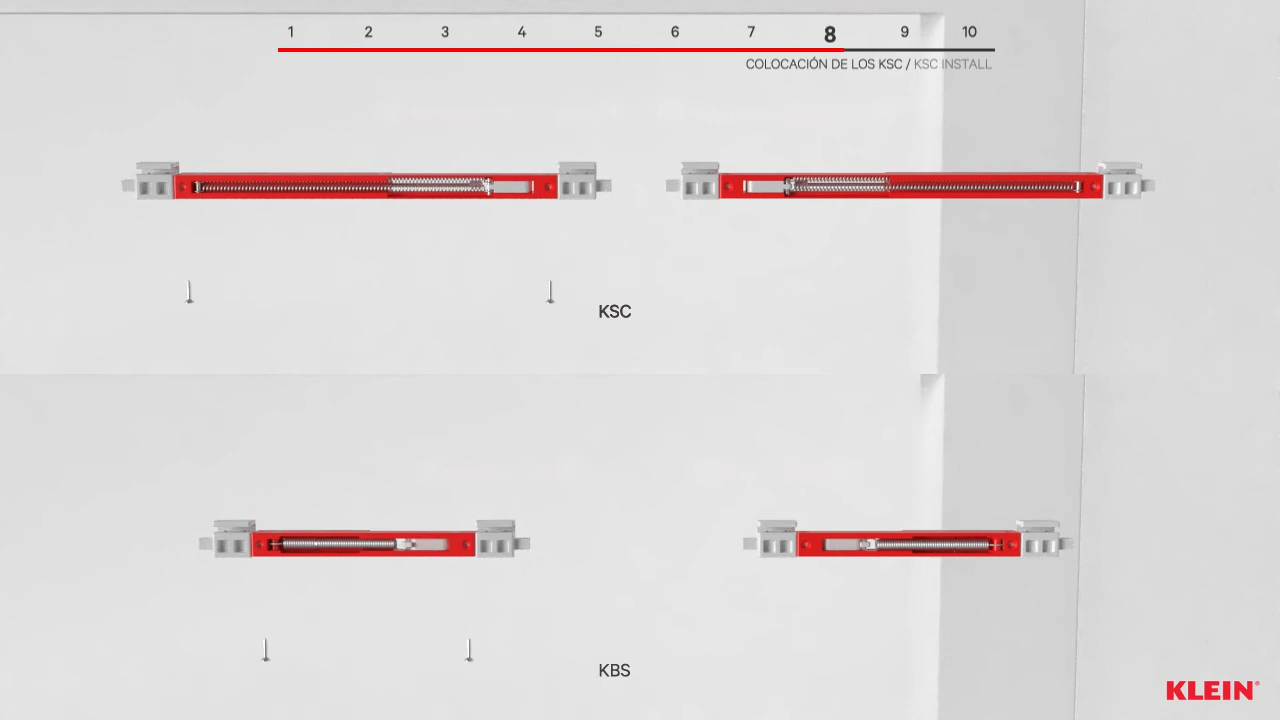 1 2 3 4 5 6 7 8 9 10
COLOCACIÓN DE LOS KSC / KSC INSTALL
KSC
KBS
KLEIN®